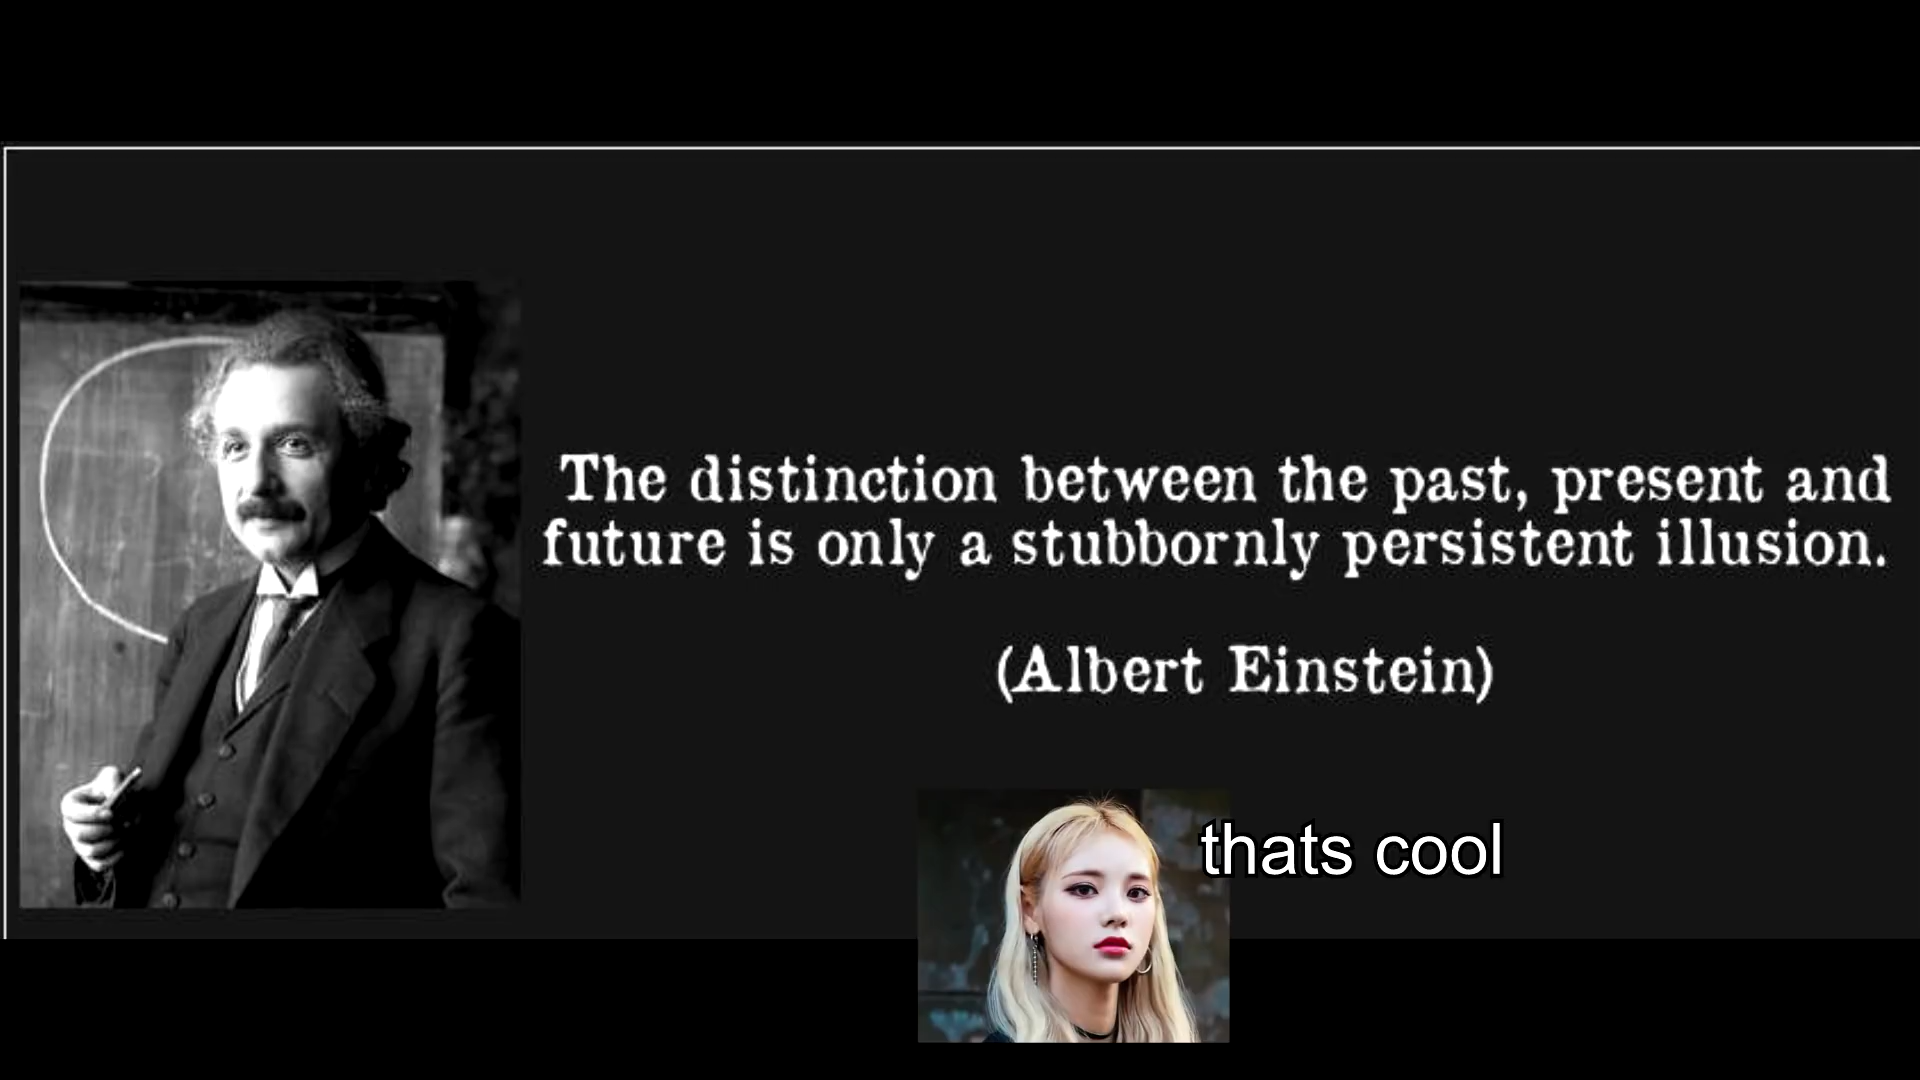 The distinction between the past, present and
future is only a stubbornly persistent illusion.
(Albert Einstein)
thats cool